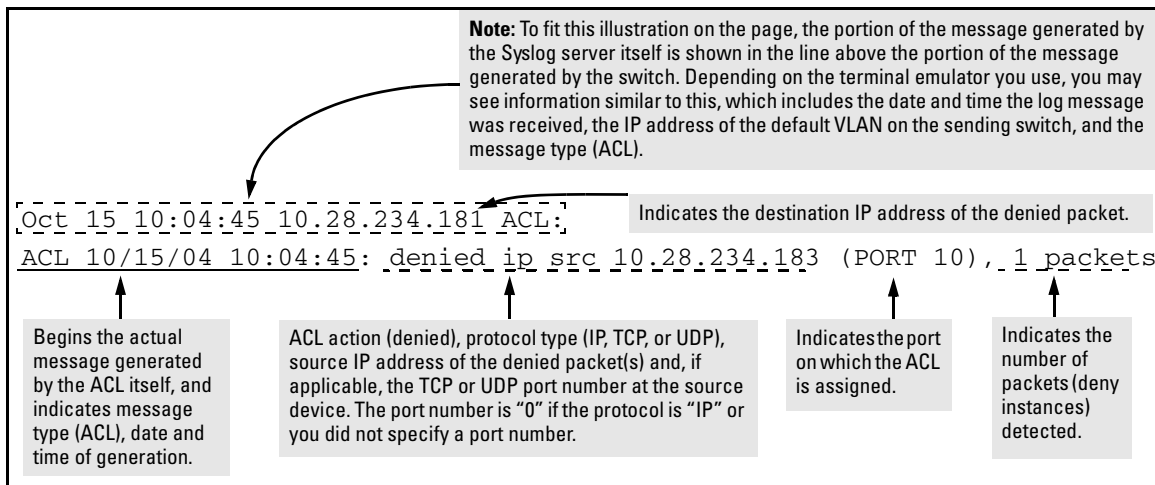 Note: To fit this illustration on the page, the portion of the message generated by
the Syslog server itself is shown in the line above the portion of the message
generated by the switch. Depending on the terminal emulator you use, you may
see information similar to this, which includes the date and time the log message
was received, the IP address of the default VLAN on the sending switch, and the
message type (ACL).
Oct 15 10:04:45 10.28.234.181 ACL:
Indicates the destination IP address of the denied packet.
ACL 10/15/04 10:04:45: denied ip src 10.28.234.183 (PORT 10), 1 packets
Begins the actual
message generated
by the ACL itself, and
indicates message
type (ACL), date and
time of generation.
ACL action (denied), protocol type (IP, TCP, or UDP),
source IP address of the denied packet(s) and, if
applicable, the TCP or UDP port number at the source
device. The port number is “0” if the protocol is “IP” or
you did not specify a port number.
Indicates the port
on which the ACL
is assigned.
Indicates the
number of
packets (deny
instances)
detected.